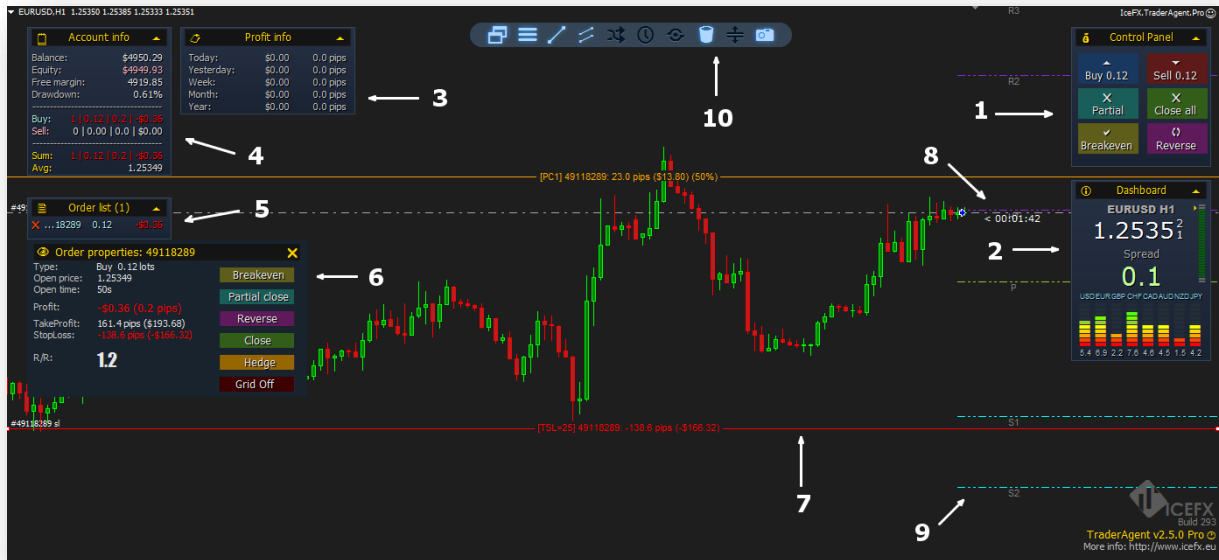 EURUSD,H1 1.25350 1.25385 1.25333 1.25351
IceFX.TraderAgent.Pro
R3
Account info
Balance: $4950.29
Equity: $4949.93
Free margin: 4919.85
Drawdown: 0.61%
Buy: 1 | 0.12 | 0.2 | -$0.36
Sell: 0 | 0.00 | 0.0 | $0.00
Sum: 1 | 0.12 | 0.2 | -$0.36
Avg: 1.25349
4
Profit info
Today: $0.00 0.0 pips
Yesterday: $0.00 0.0 pips
Week: $0.00 0.0 pips
Month: $0.00 0.0 pips
Year: $0.00 0.0 pips
3
10
R2
1
Control Panel
Buy 0.12
Sell 0.12
Partial
Close all
Breakeven
Reverse
8
[PC1] 49118289: 23.0 pips ($13.80) (50%)
Order list (1)
...18289 0.12 -$0.36
5
< 00:01:42
2
Dashboard
EURUSD H1
1.2535 2 1
Spread
0.1
USD EUR GBP CHF CAD AUD NZD JPY
5.4 6.9 2.2 7.6 4.6 4.5 1.5 4.2
Order properties: 49118289
Type: Buy 0.12 lots
Open price: 1.25349
Open time: 50s
Profit: -$0.36 (0.2 pips)
TakeProfit: 161.4 pips ($193.68)
StopLoss: -138.6 pips (-$166.32)
R/R: 1.2
Breakeven
Partial close
Reverse
Close
Hedge
Grid Off
6
P
#49118289 sl
[TSL=25] 49118289: -138.6 pips (-$166.32)
S1
7
S2
9
ICEFX
Build 293
TraderAgent v2.5.0 Pro
More info: http://www.icefx.eu